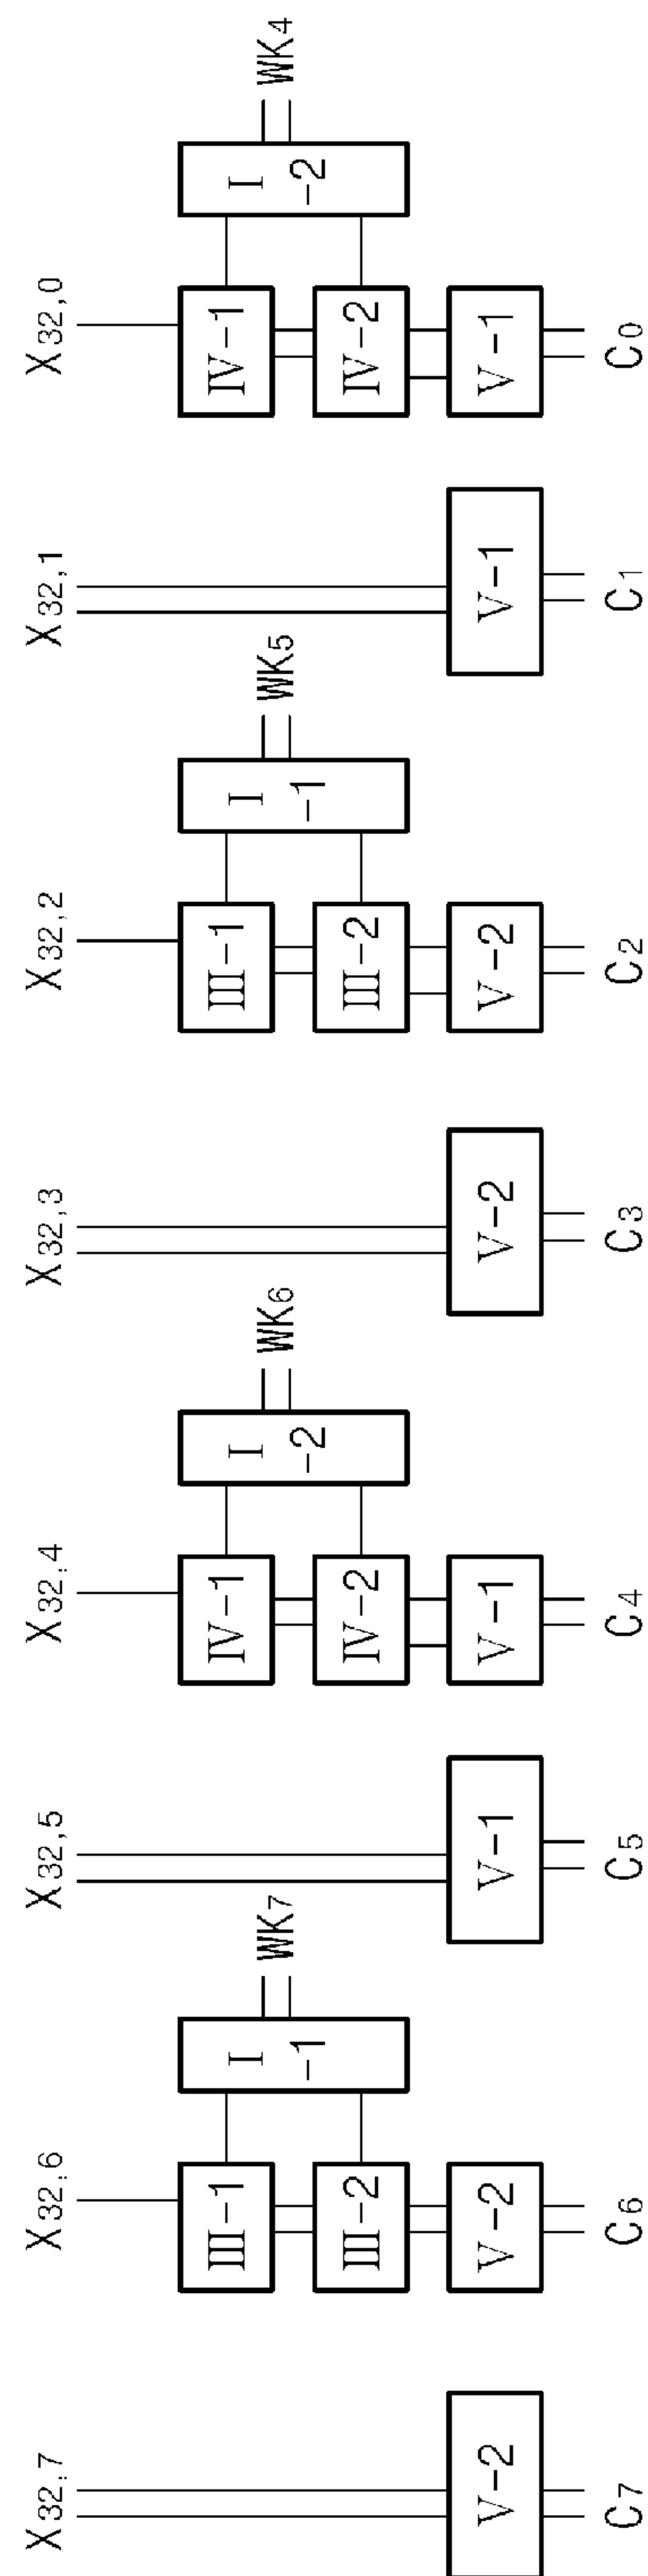 X32,7 X32,6 X32,5 X32,4 X32,3 X32,2 X32,1 X32,0
III-1 I IV-1 I III-1 I IV-1 I
WK7 WK6 WK5 WK4
-1 -2 -1 -2
III-2 IV-2 III-2 IV-2
V-2 V-2 V-1 V-1 V-2 V-2 V-1 V-1
C7 C6 C5 C4 C3 C2 C1 C0